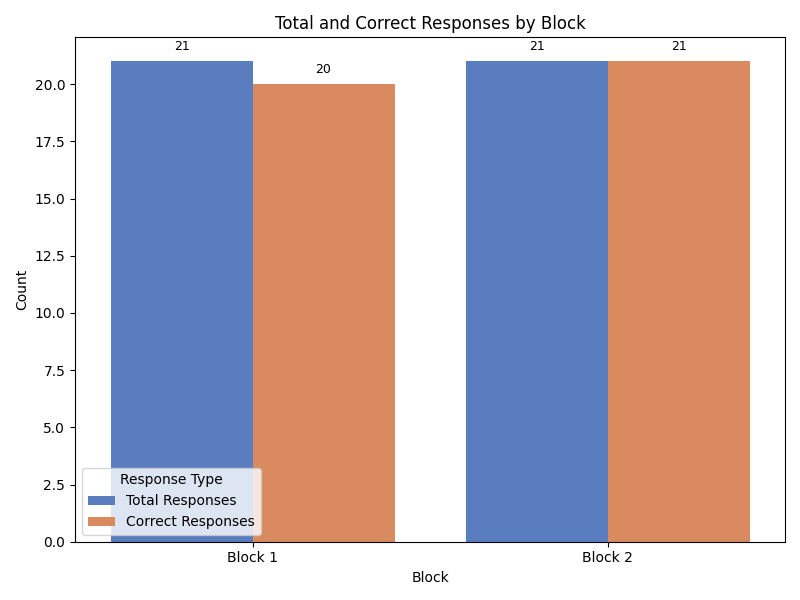 Total and Correct Responses by Block
21
20
21
21
20.0
17.5
15.0
12.5
10.0
7.5
5.0
2.5
0.0
Count
Response Type
Total Responses
Correct Responses
Block 1
Block 2
Block